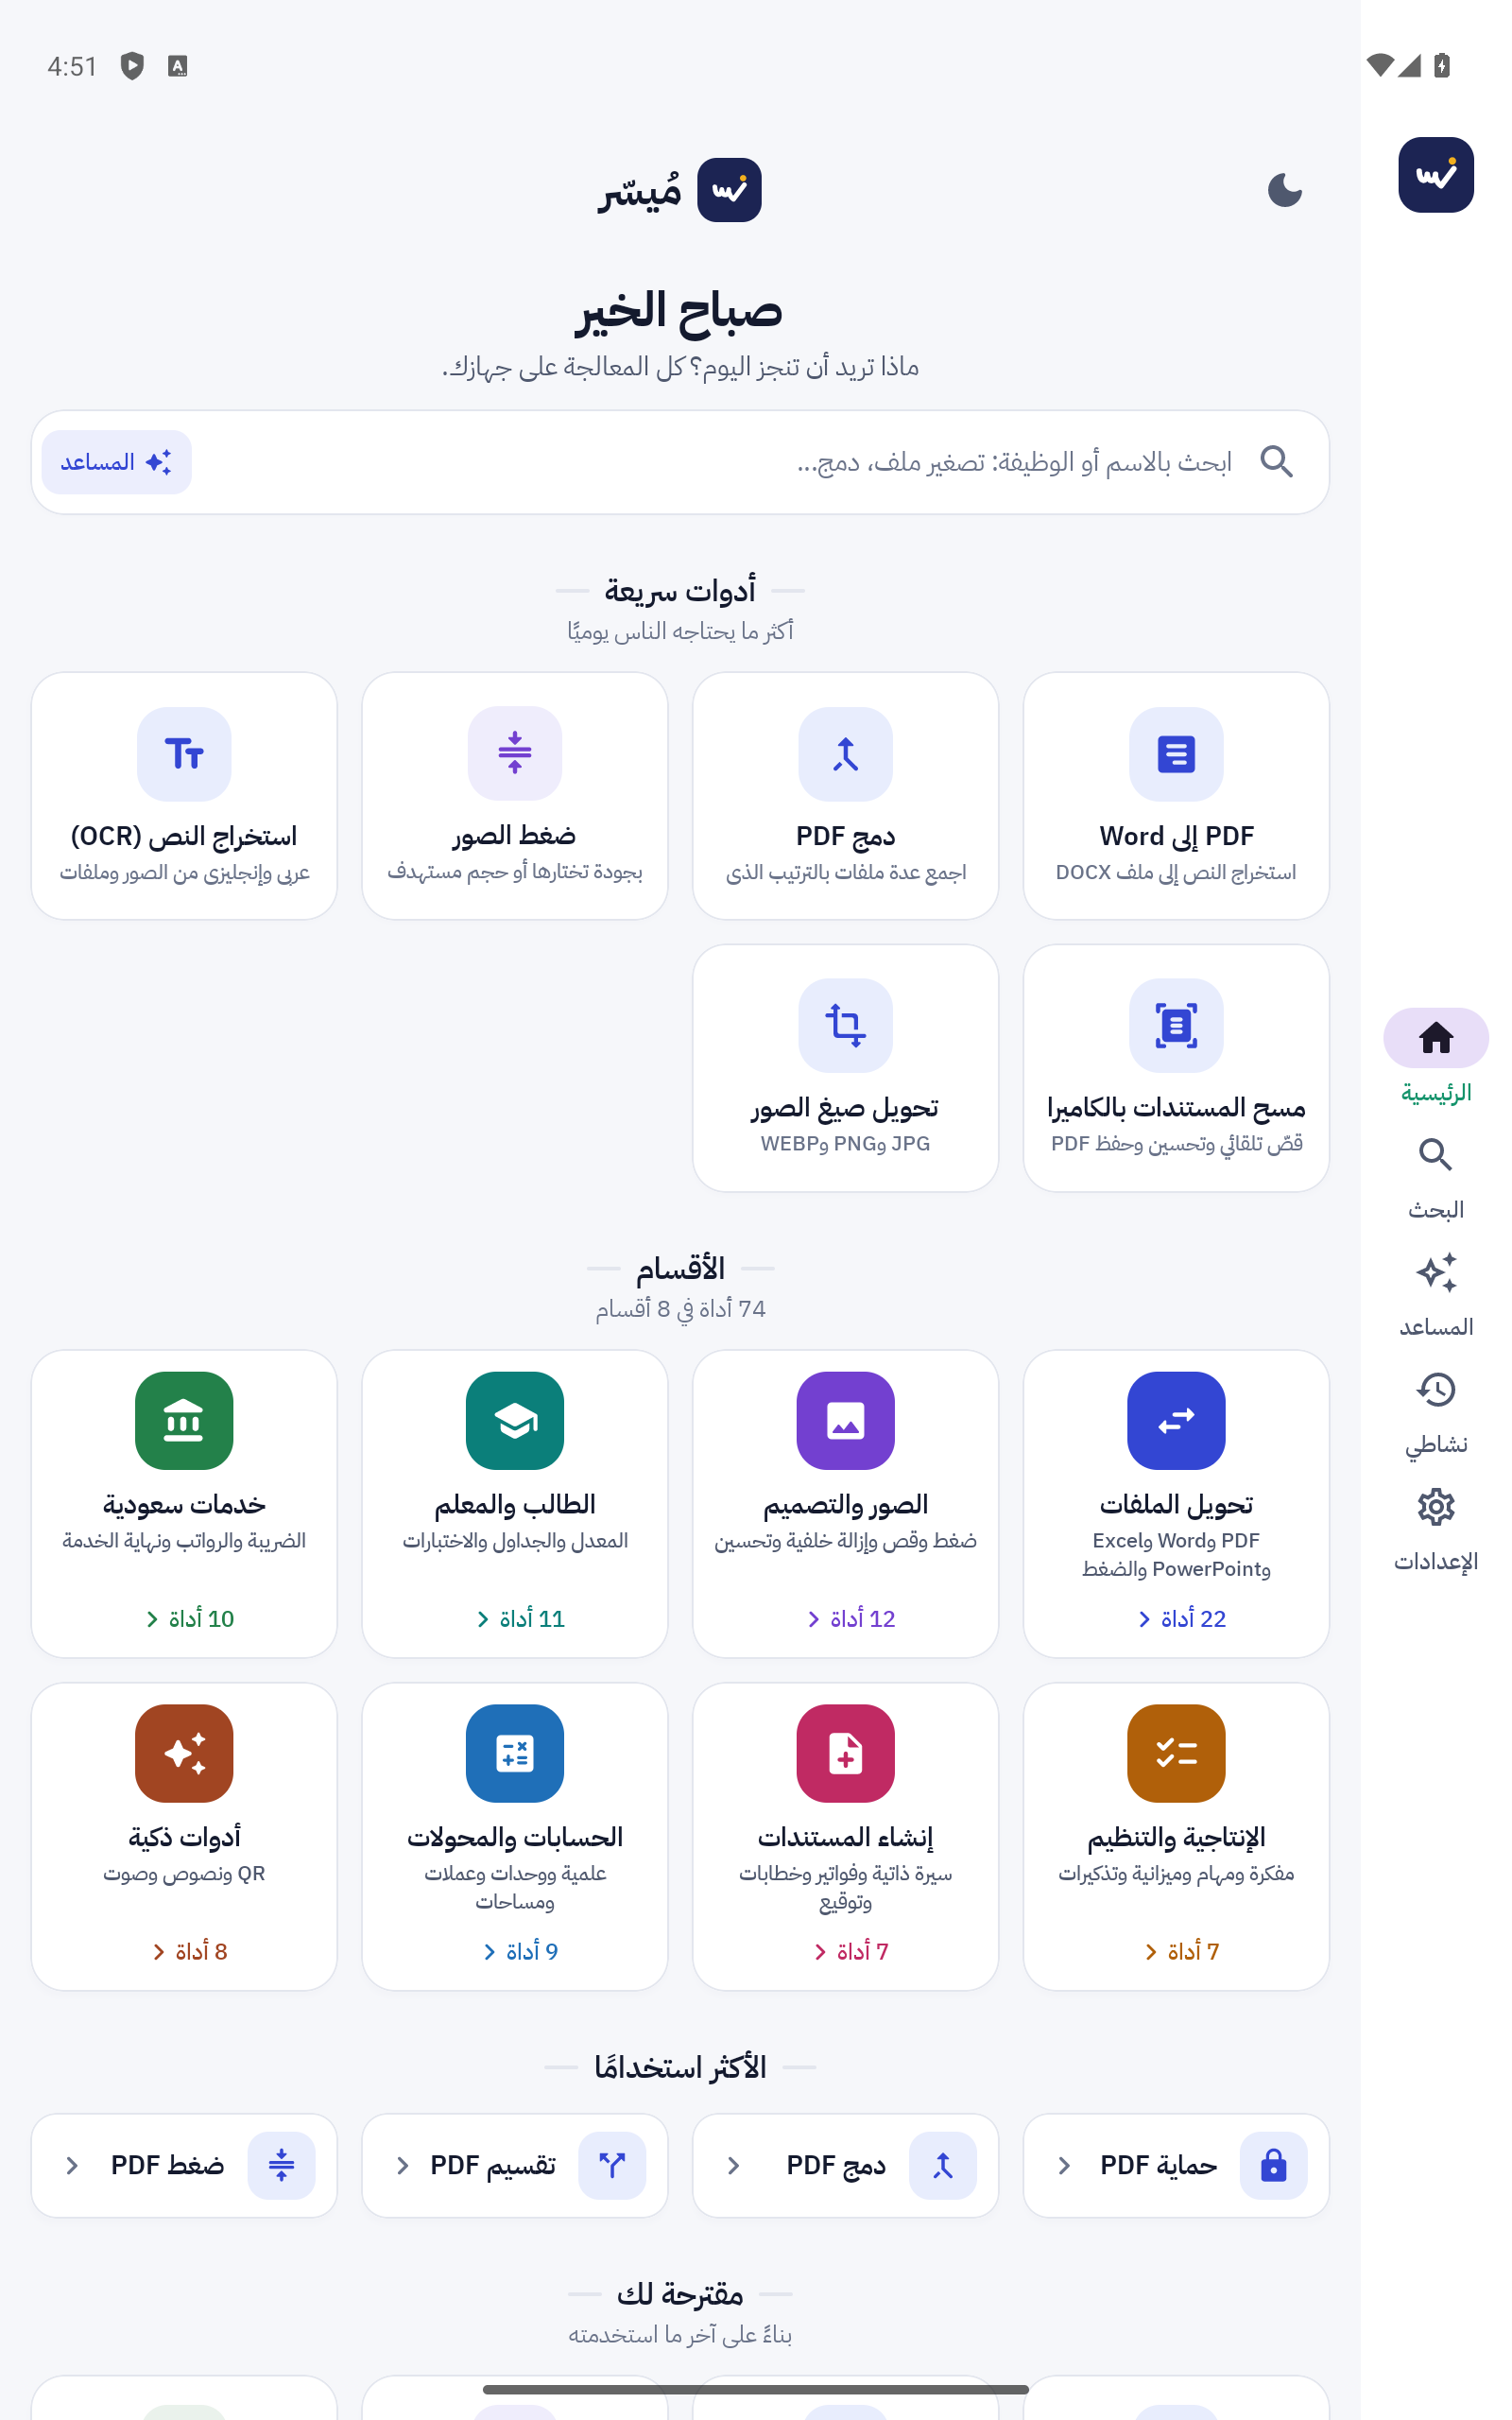 4:51
مُيسّر
صباح الخير
ماذا تريد أن تنجز اليوم؟ كل المعالجة على جهازك.
ابحث بالاسم أو الوظيفة: تصغير ملف، دمج...
المساعد
أدوات سريعة
أكثر ما يحتاجه الناس يوميًا
PDF إلى Word
استخراج النص إلى ملف DOCX
دمج PDF
اجمع عدة ملفات بالترتيب الذي
ضغط الصور
بجودة تختارها أو حجم مستهدف
استخراج النص (OCR)
عربي وإنجليزي من الصور وملفات
مسح المستندات بالكاميرا
قصّ تلقائي وتحسين وحفظ PDF
تحويل صيغ الصور
JPG وPNG وWEBP
الأقسام
74 أداة في 8 أقسام
تحويل الملفات
PDF وWord وExcel
وPowerPoint والضغط
22 أداة
الصور والتصميم
ضغط وقص وإزالة خلفية وتحسين
12 أداة
الطالب والمعلم
المعدل والجداول والاختبارات
11 أداة
خدمات سعودية
الضريبة والرواتب ونهاية الخدمة
10 أداة
الإنتاجية والتنظيم
مفكرة ومهام وميزانية وتذكيرات
7 أداة
إنشاء المستندات
سيرة ذاتية وفواتير وخطابات
وتوقيع
7 أداة
الحسابات والمحولات
علمية ووحدات وعملات
ومساحات
9 أداة
أدوات ذكية
QR ونصوص وصوت
8 أداة
الأكثر استخدامًا
حماية PDF
دمج PDF
تقسيم PDF
ضغط PDF
مقترحة لك
بناءً على آخر ما استخدمته
الرئيسية
البحث
المساعد
نشاطي
الإعدادات